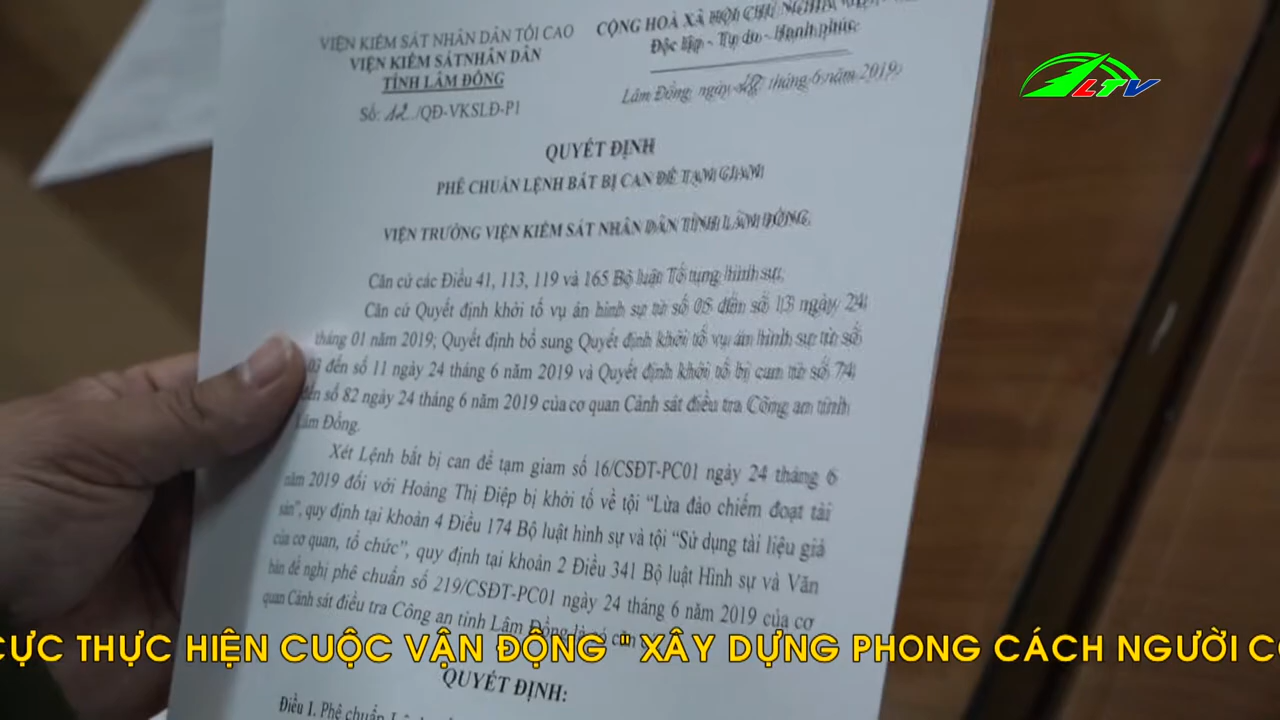 VIỆN KIỂM SÁT NHÂN DÂN TỐI CAO
VIỆN KIỂM SÁT NHÂN DÂN
TỈNH LÂM ĐỒNG
Số: 22/QĐ-VKSLĐ-P1
CỘNG HOÀ XÃ HỘI CHỦ NGHĨA
Độc lập - Tự do - Hạnh phúc
Lâm Đồng, ngày tháng 6 năm 2019
LTV
QUYẾT ĐỊNH
PHÊ CHUẨN LỆNH BẮT BỊ CAN ĐỂ TẠM GIAM
VIỆN TRƯỞNG VIỆN KIỂM SÁT NHÂN DÂN TỈNH LÂM ĐỒNG
Căn cứ các Điều 41, 113, 119 và 165 Bộ luật Tố tụng hình sự;
Căn cứ Quyết định khởi tố vụ án hình sự từ số 05 đến số 13 ngày 24
tháng 01 năm 2019; Quyết định bổ sung Quyết định khởi tố vụ án hình sự từ số
03 đến số 11 ngày 24 tháng 6 năm 2019 và Quyết định khởi tố bị can từ số 74
đến số 82 ngày 24 tháng 6 năm 2019 của cơ quan Cảnh sát điều tra Công an tỉnh
Lâm Đồng.
Xét Lệnh bắt bị can để tạm giam số 16/CSĐT-PC01 ngày 24 tháng 6
năm 2019 đối với Hoàng Thị Điệp bị khởi tố về tội “Lừa đảo chiếm đoạt tài
sản”, quy định tại khoản 4 Điều 174 Bộ luật hình sự và tội “Sử dụng tài liệu giả
của cơ quan, tổ chức”, quy định tại khoản 2 Điều 341 Bộ luật Hình sự và Văn
bản đề nghị phê chuẩn số 219/CSĐT-PC01 ngày 24 tháng 6 năm 2019 của cơ
quan Cảnh sát điều tra Công an tỉnh Lâm Đồng là có căn
CỰC THỰC HIỆN CUỘC VẬN ĐỘNG " XÂY DỰNG PHONG CÁCH NGƯỜI
QUYẾT ĐỊNH:
Điều 1. Phê chuẩn